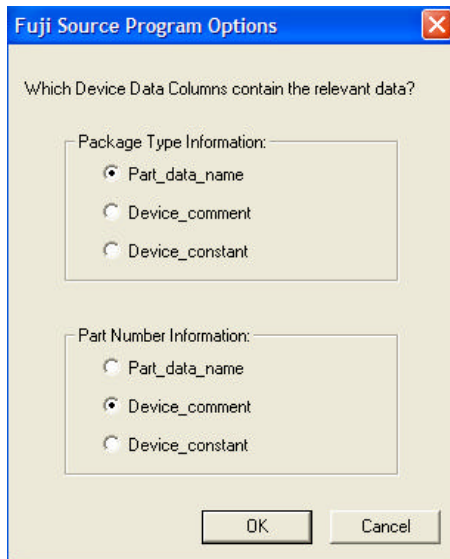 Fuji Source Program Options
Which Device Data Columns contain the relevant data?
Package Type Information:
Part_data_name
Device_comment
Device_constant
Part Number Information:
Part_data_name
Device_comment
Device_constant
OK Cancel